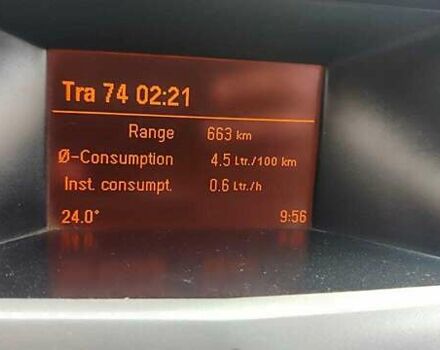 Tra 74 02:21
Range 663 km
Ø-Consumption 4.5 Ltr./100 km
Inst. consumpt. 0.6 Ltr./h
24.0° 9:56